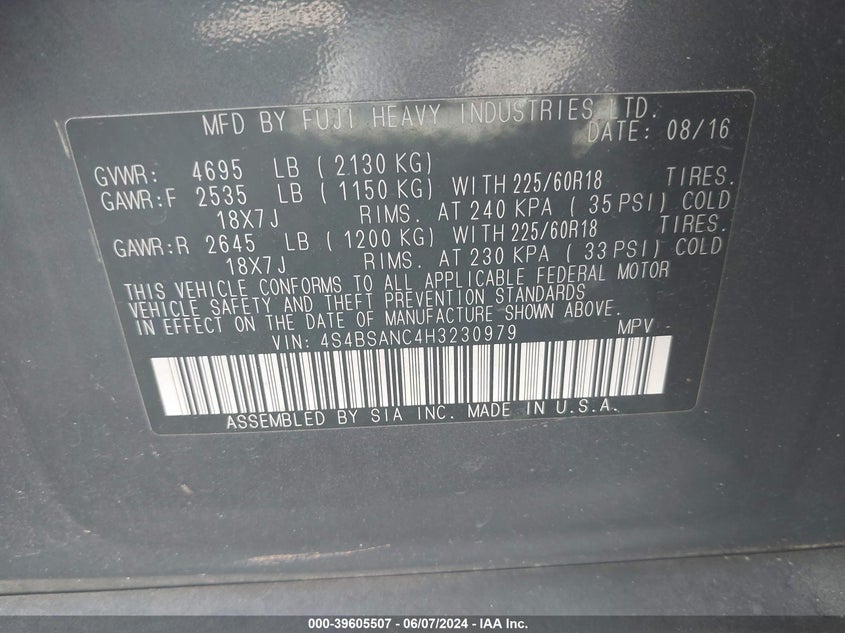 MFD BY FUJI HEAVY INDUSTRIES LTD.
DATE: 08/16
GVWR: 4695 LB ( 2130 KG)
GAWR:F 2535 LB ( 1150 KG) WITH 225/60R18 TIRES.
18X7J RIMS. AT 240 KPA ( 35 PSI) COLD
GAWR:R 2645 LB ( 1200 KG) WITH 225/60R18 TIRES.
18X7J RIMS. AT 230 KPA ( 33 PSI) COLD
THIS VEHICLE CONFORMS TO ALL APPLICABLE FEDERAL MOTOR
VEHICLE SAFETY AND THEFT PREVENTION STANDARDS
IN EFFECT ON THE DATE OF MANUFACTURE SHOWN ABOVE.
VIN: 4S4BSANC4H3230979 MPV
ASSEMBLED BY SIA INC. MADE IN U.S.A.
000-39605507 - 06/07/2024 - IAA Inc.